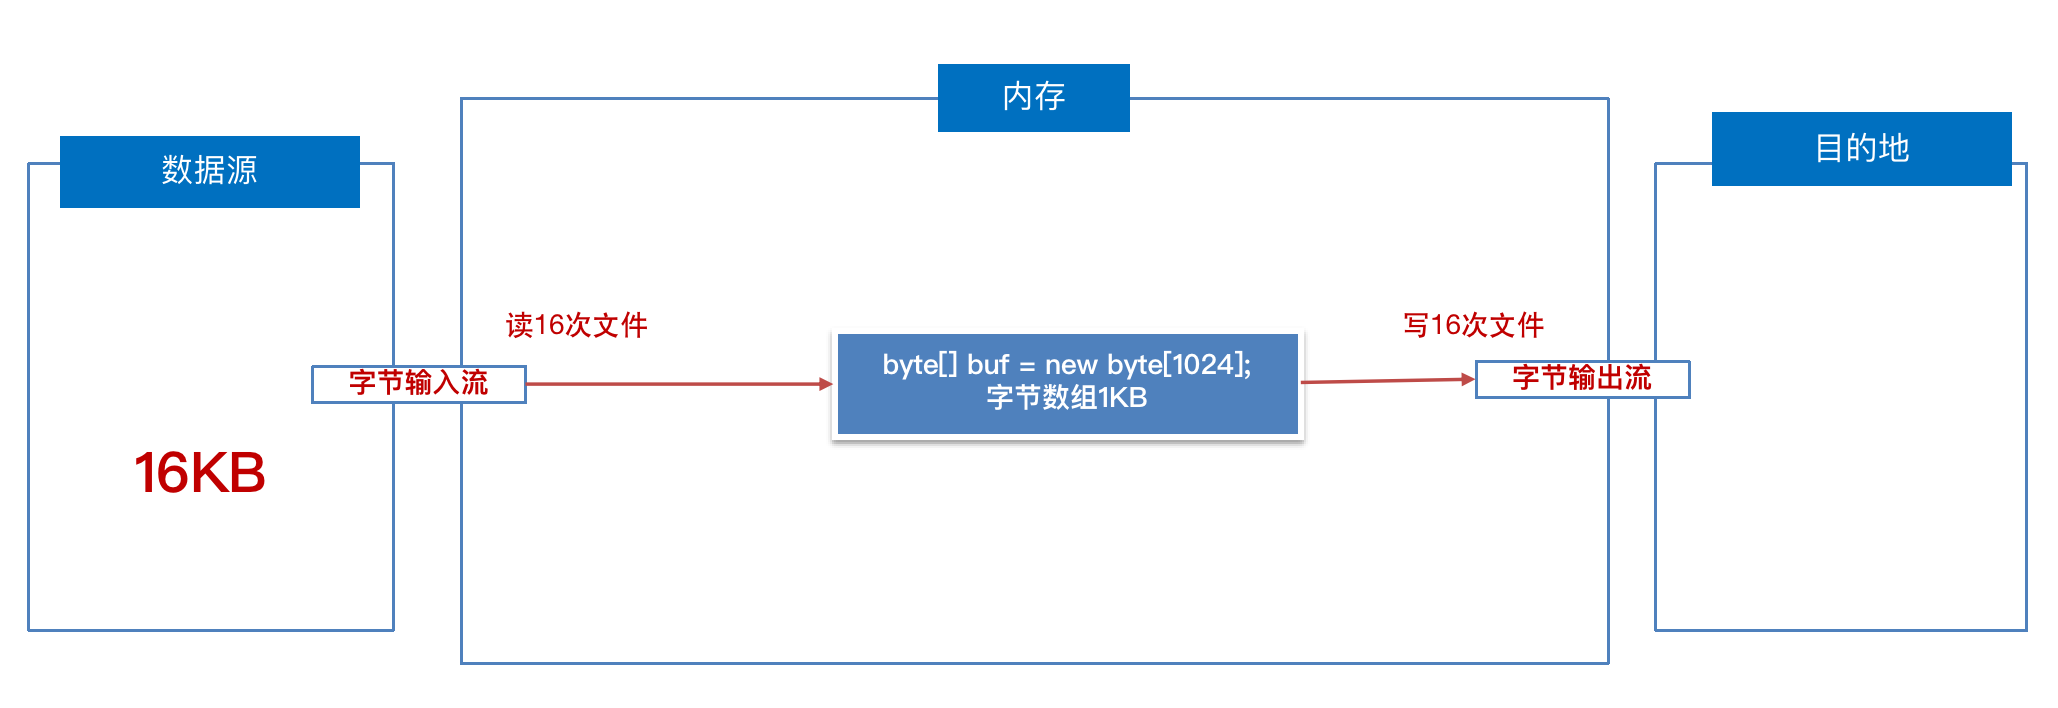 内存
目的地
数据源
读16次文件
写16次文件
byte[] buf = new byte[1024];
字节数组1KB
字节输入流
字节输出流
16KB